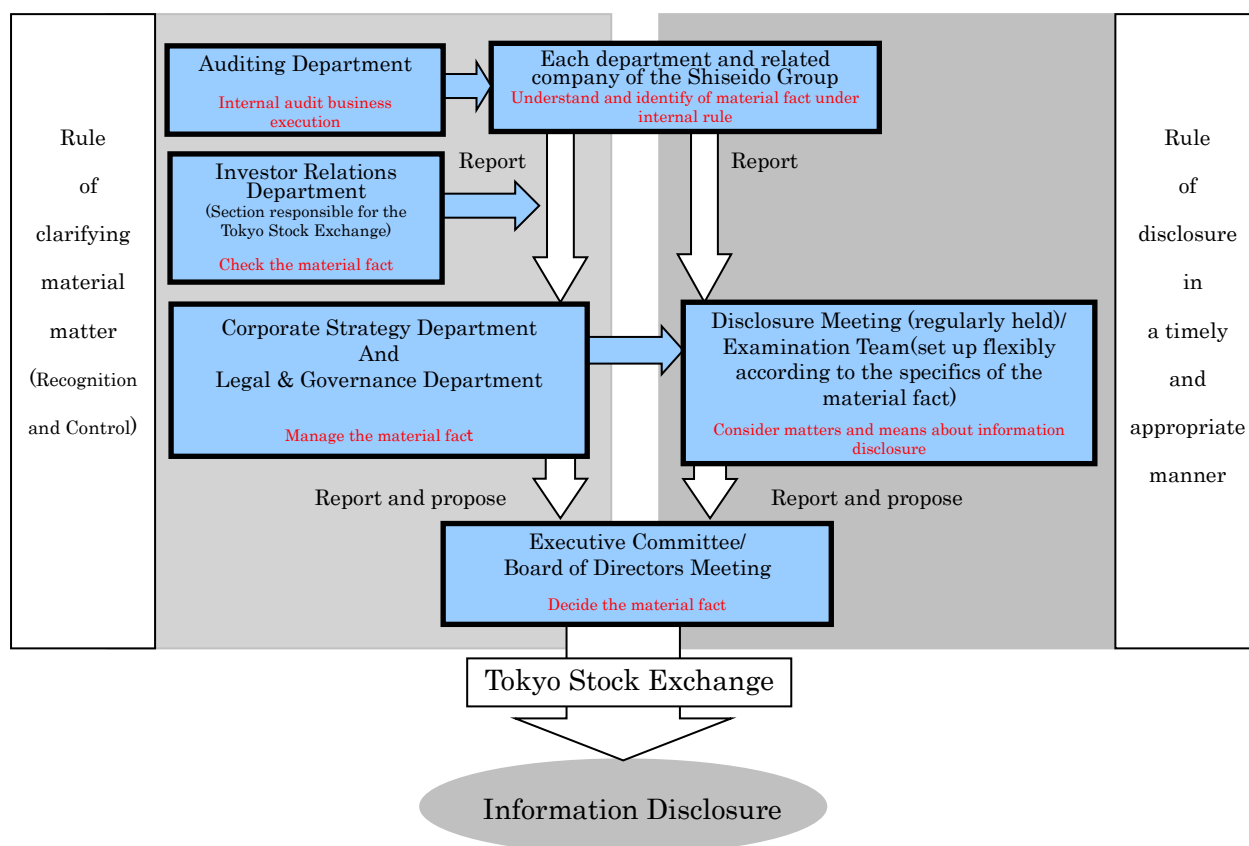 Rule
of
clarifying
material
matter
(Recognition
and Control)
Auditing Department
Internal audit business
execution
Each department and related
company of the Shiseido Group
Understand and identify of material fact under
internal rule
Report
Report
Investor Relations
Department
(Section responsible for the
Tokyo Stock Exchange)
Check the material fact
Corporate Strategy Department
And
Legal & Governance Department
Manage the material fact
Disclosure Meeting (regularly held)/
Examination Team(set up flexibly
according to the specifics of the
material fact)
Consider matters and means about information
disclosure
Report and propose
Report and propose
Executive Committee/
Board of Directors Meeting
Decide the material fact
Tokyo Stock Exchange
Information Disclosure
Rule
of
disclosure
in
a timely
and
appropriate
manner